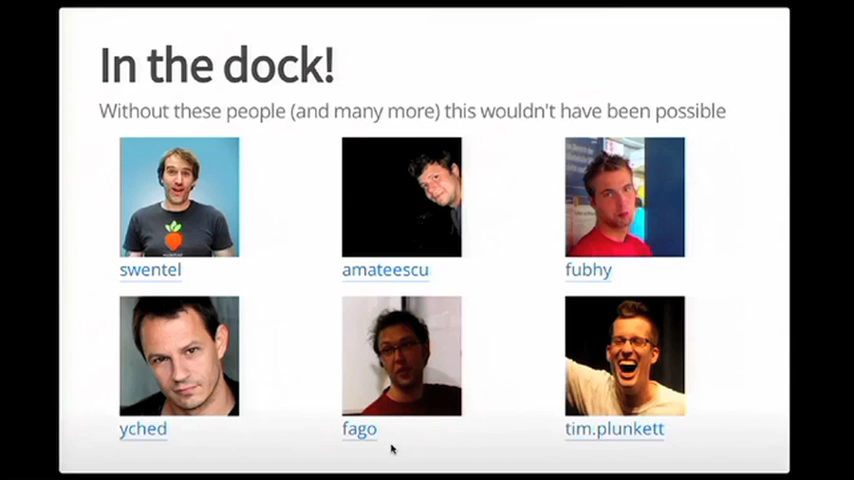 In the dock!
Without these people (and many more) this wouldn't have been possible
swentel
amateescu
fubhy
yched
fago
tim.plunkett